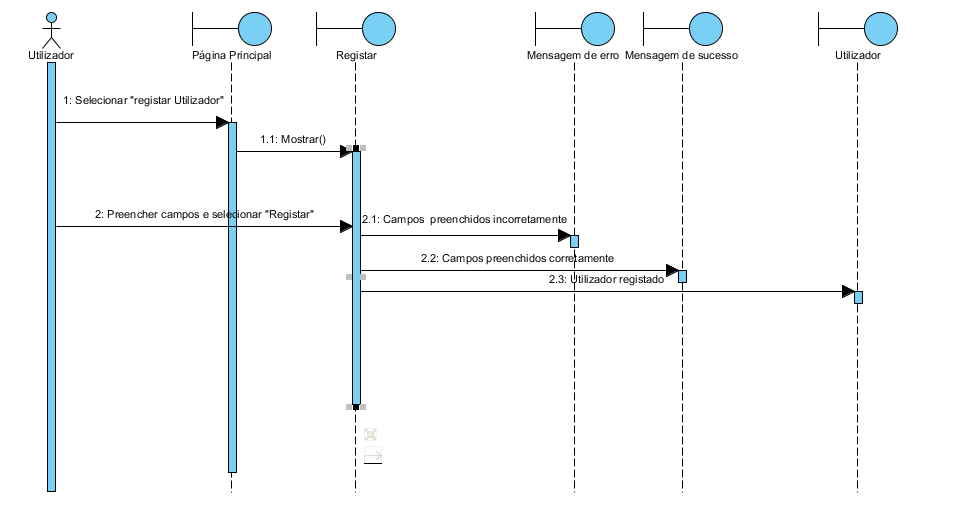 Utilizador
Página Principal
Registar
Mensagem de erro
Mensagem de sucesso
Utilizador
1: Selecionar "registar Utilizador"
1.1: Mostrar()
2: Preencher campos e selecionar "Registar"
2.1: Campos preenchidos incorretamente
2.2: Campos preenchidos corretamente
2.3: Utilizador registado